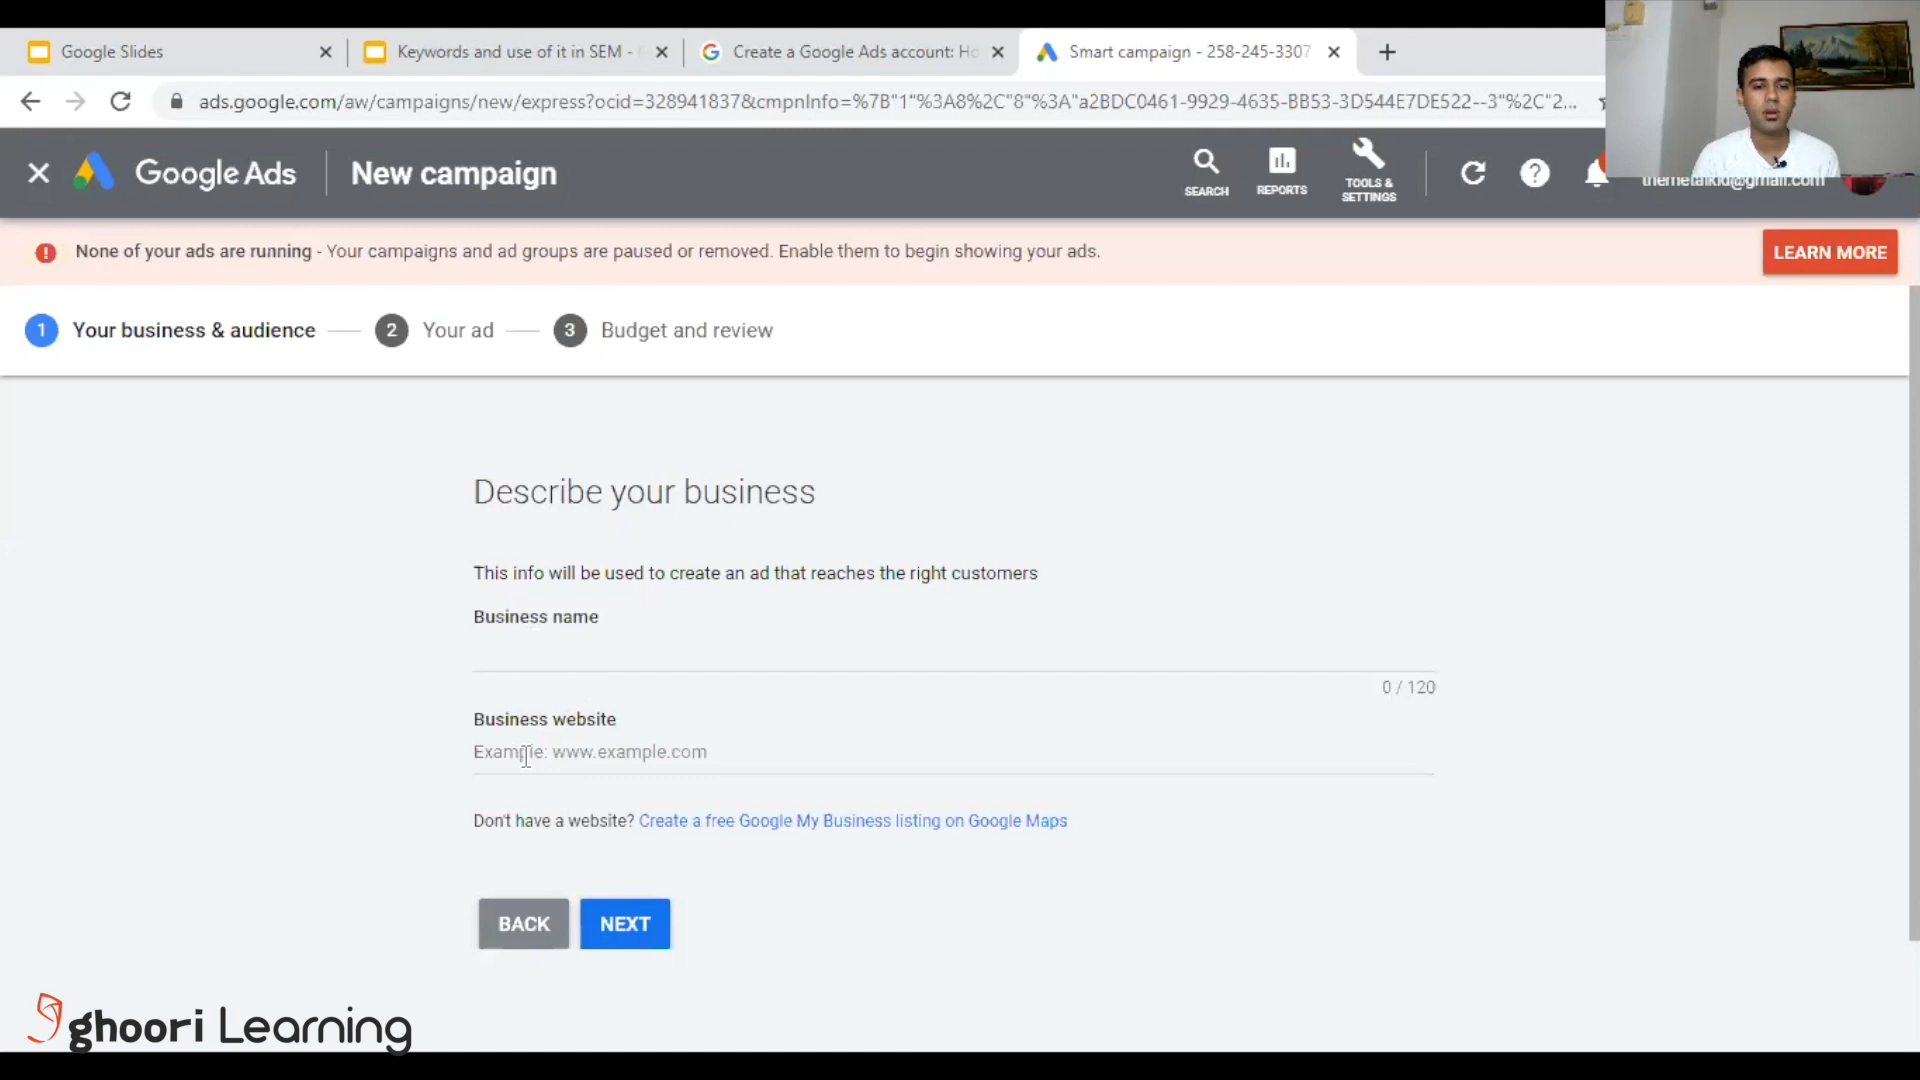 Google Slides
Keywords and use of it in SEM -
Create a Google Ads account: Ho
Smart campaign - 258-245-3307
ads.google.com/aw/campaigns/new/express?ocid=328941837&cmpnInfo=%7B"1"%3A8%2C"8"%3A"a2BDC0461-9929-4635-BB53-3D544E7DE522--3"%2C"2...
Google Ads
New campaign
SEARCH
REPORTS
TOOLS &
SETTINGS
themetalkid@gmail.com
None of your ads are running - Your campaigns and ad groups are paused or removed. Enable them to begin showing your ads.
LEARN MORE
1 Your business & audience
2 Your ad
3 Budget and review
Describe your business
This info will be used to create an ad that reaches the right customers
Business name
0 / 120
Business website
Example: www.example.com
Don't have a website? Create a free Google My Business listing on Google Maps
BACK
NEXT
ghoori Learning